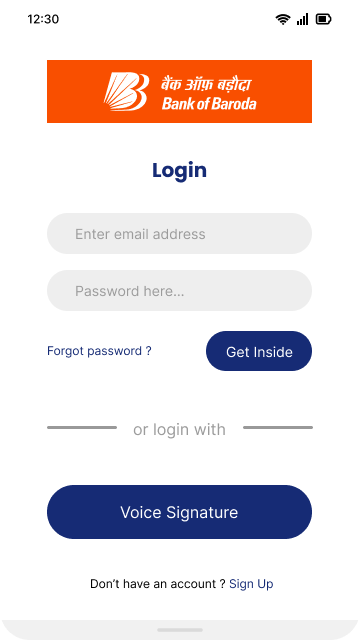 12:30
बैंक ऑफ़ बड़ौदा
Bank of Baroda
Login
Enter email address
Password here...
Forgot password ?
Get Inside
or login with
Voice Signature
Don't have an account ? Sign Up